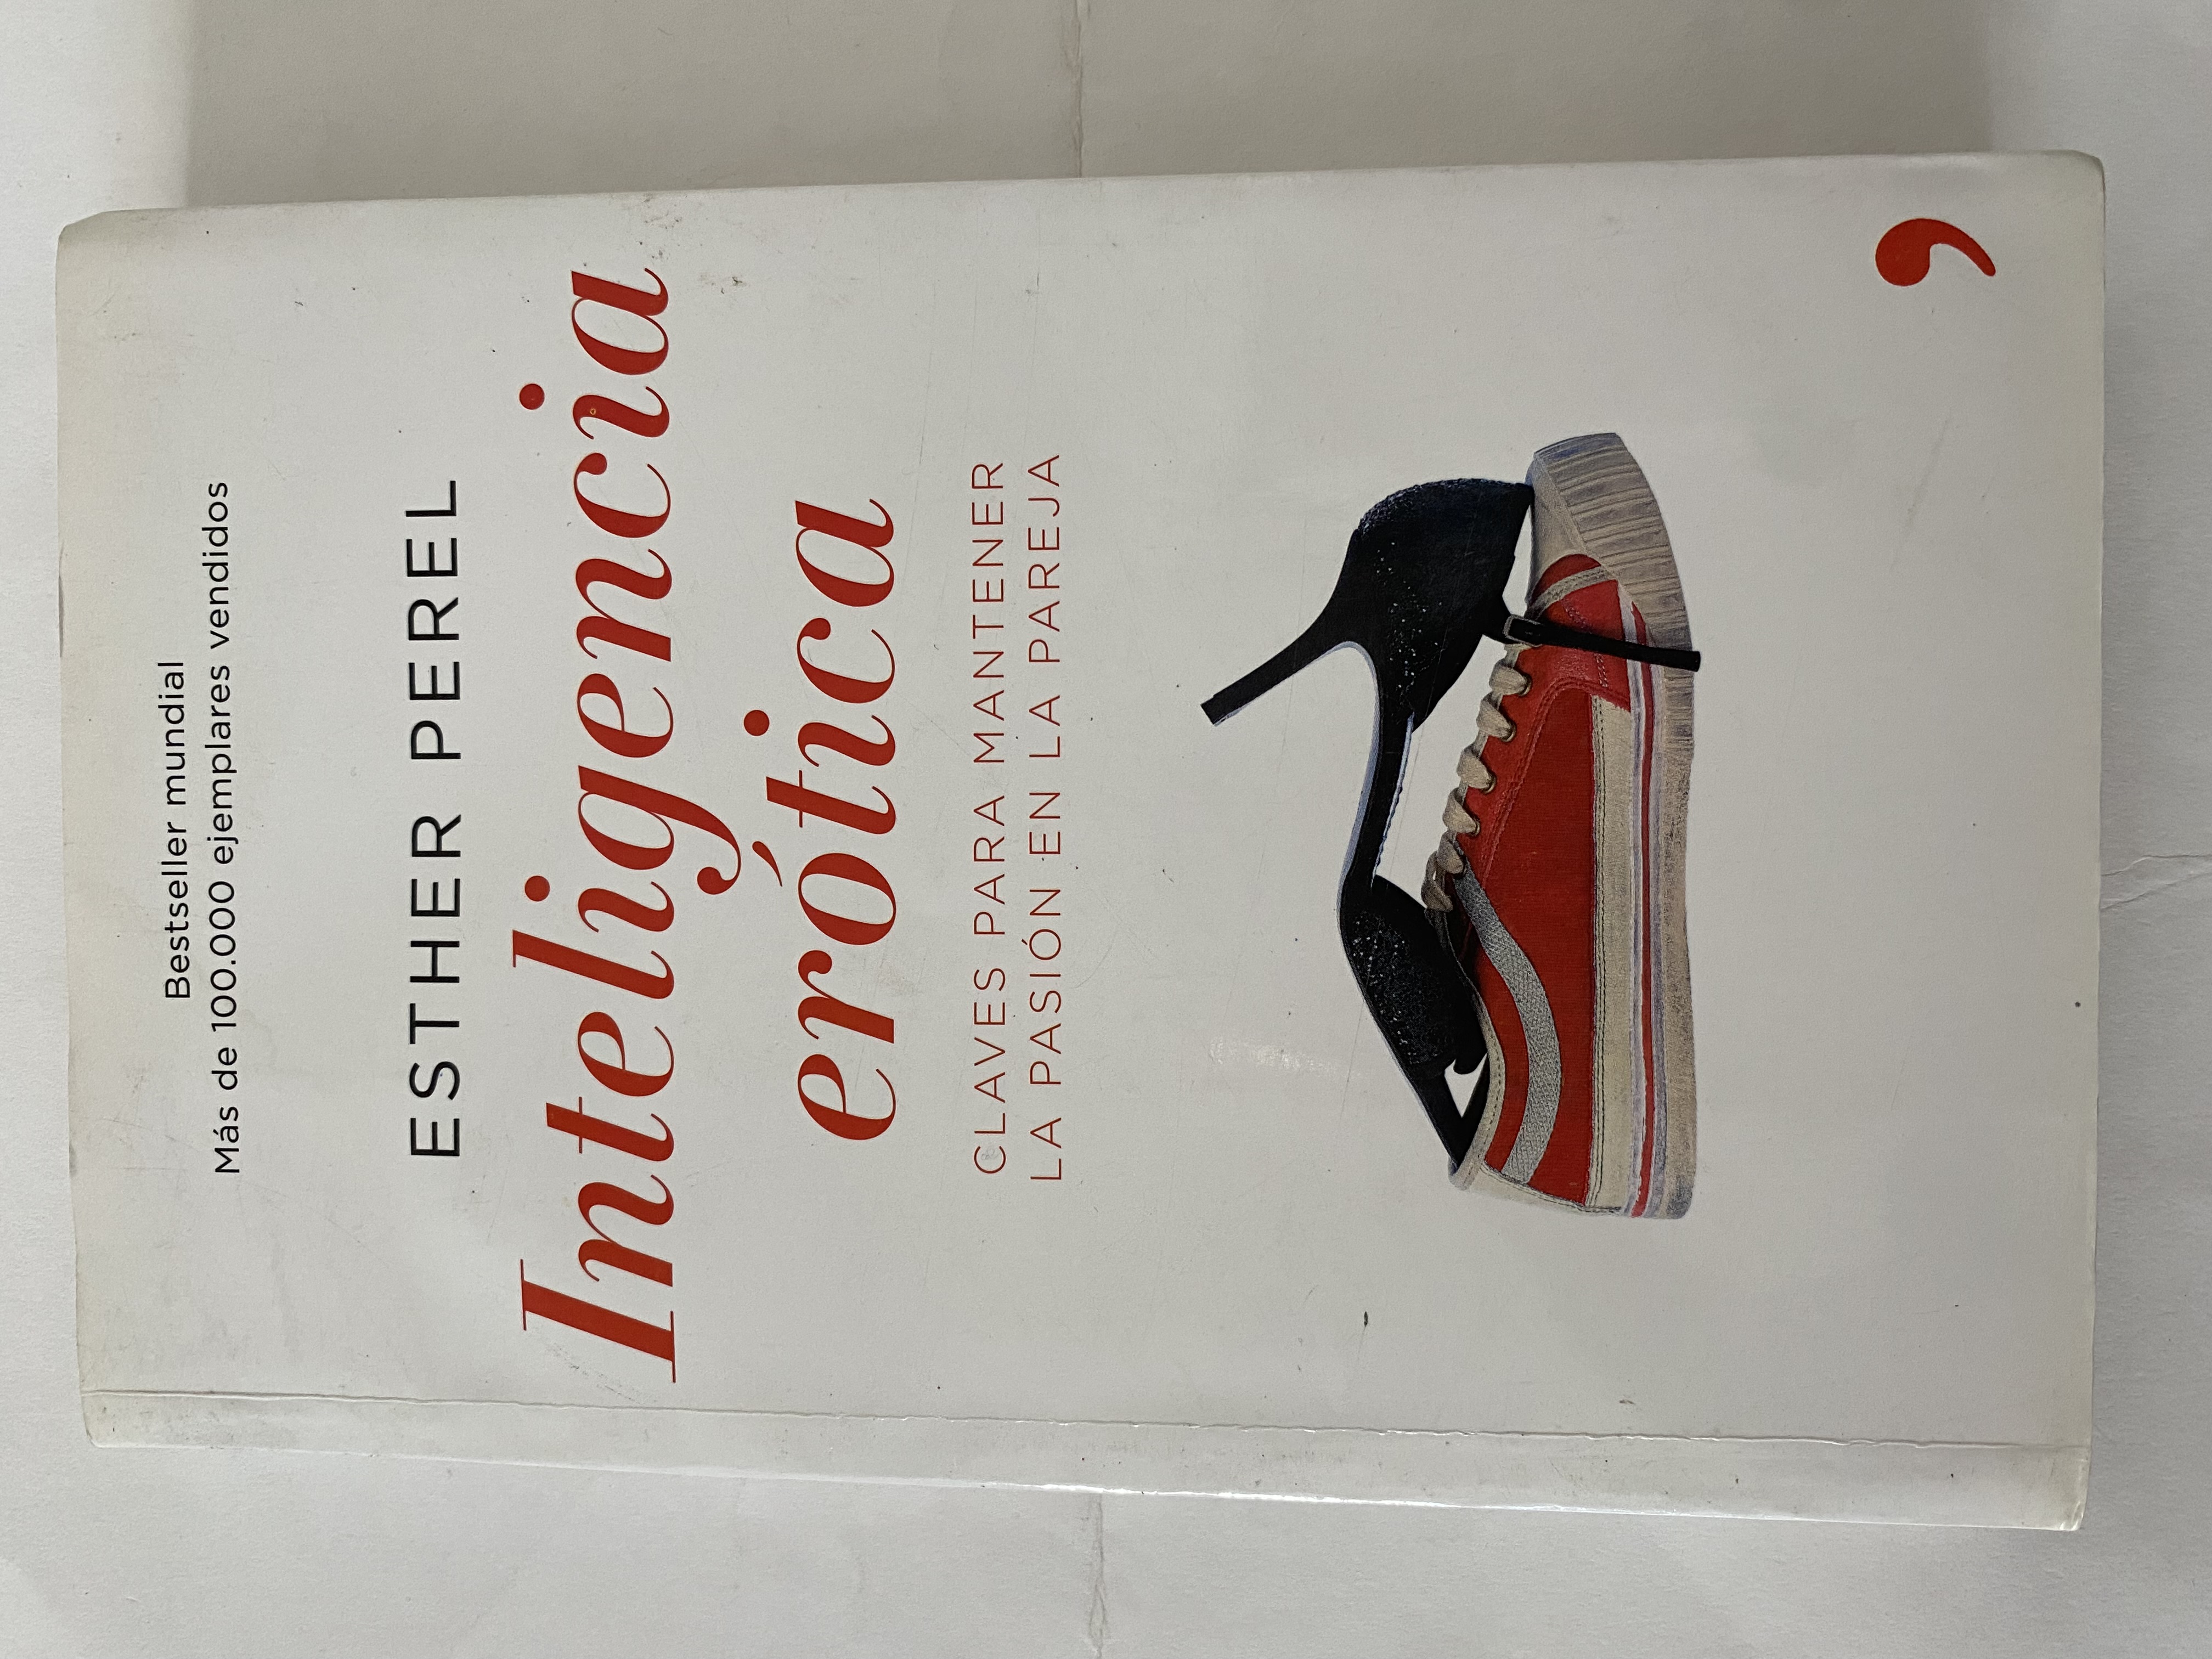 Bestseller mundial
Más de 100.000 ejemplares vendidos
ESTHER PEREL
Inteligencia
erótica
CLAVES PARA MANTENER
LA PASIÓN EN LA PAREJA